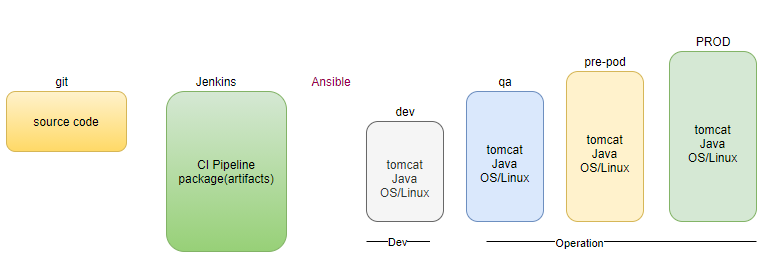 git
source code
Jenkins
CI Pipeline
package(artifacts)
Ansible
dev
tomcat
Java
OS/Linux
qa
tomcat
Java
OS/Linux
pre-pod
tomcat
Java
OS/Linux
PROD
tomcat
Java
OS/Linux
Dev
Operation